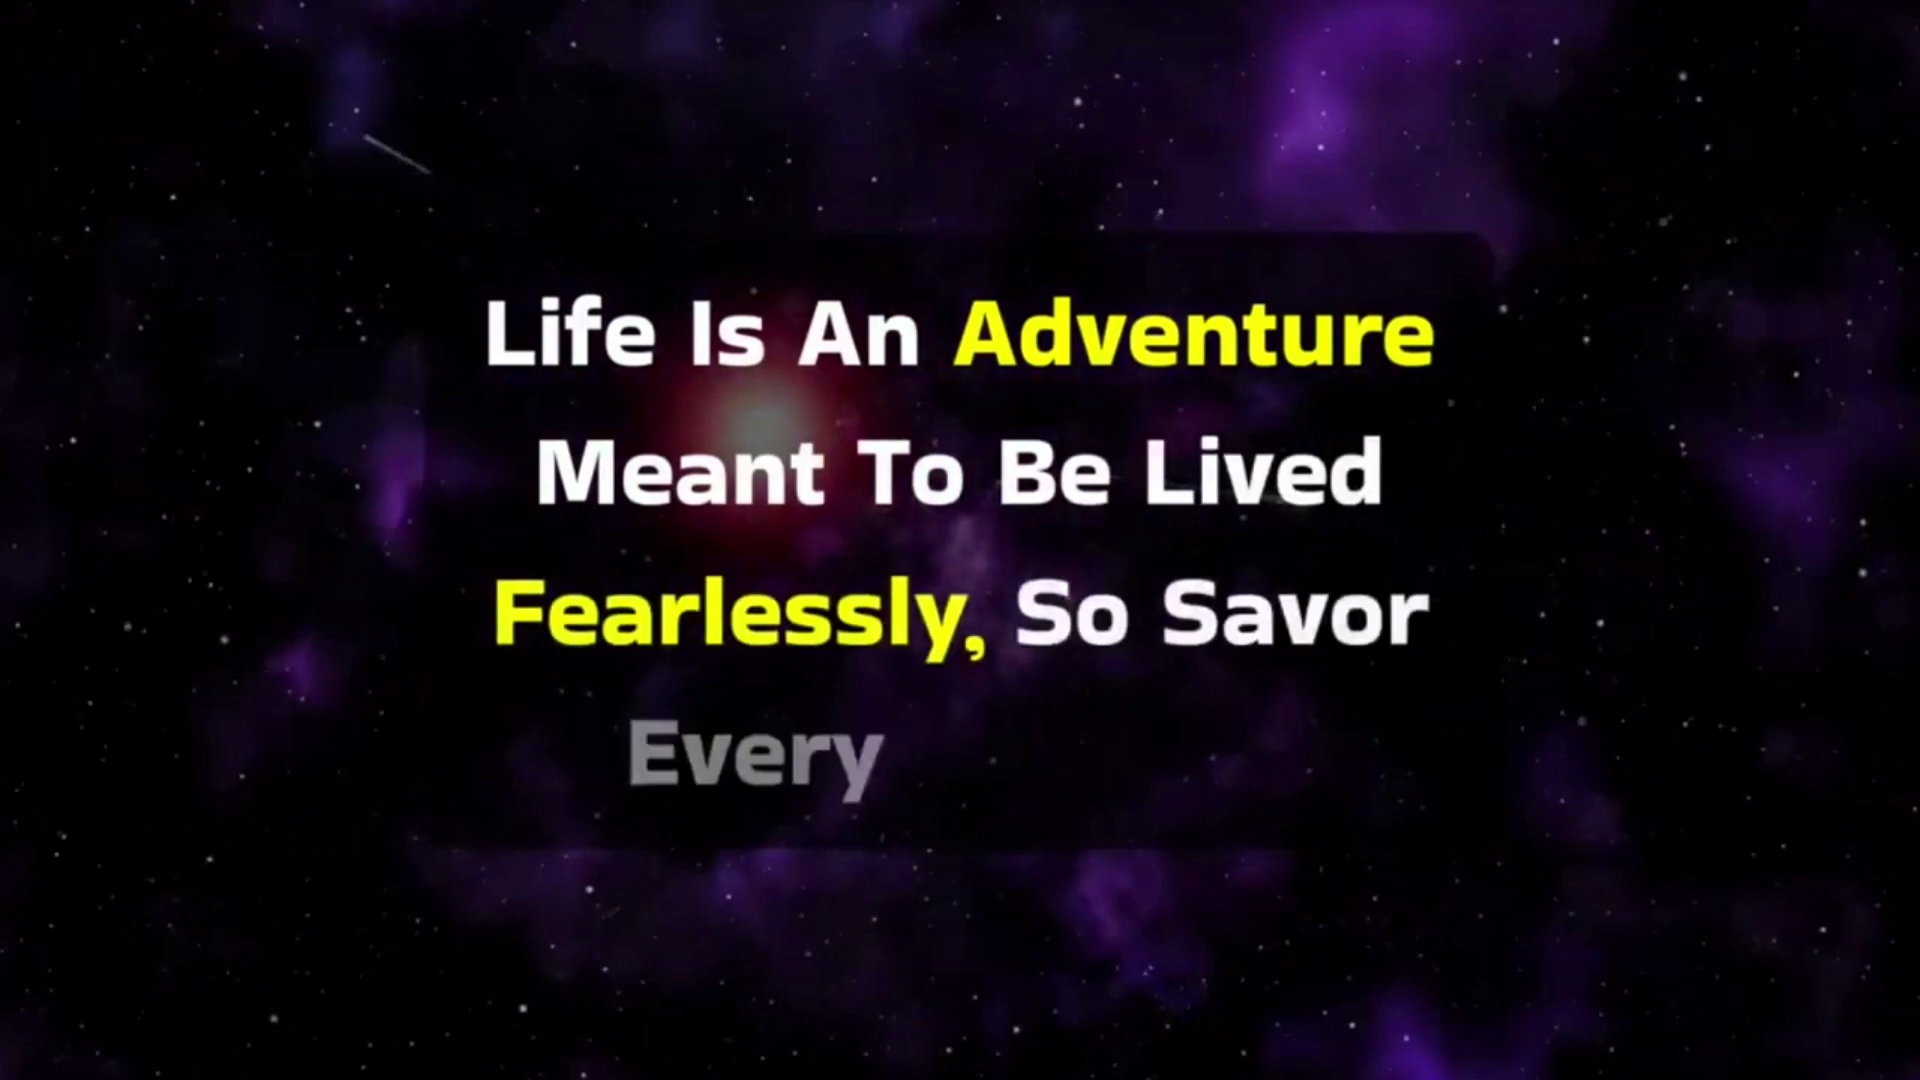 Life Is An Adventure
Meant To Be Lived
Fearlessly, So Savor
Every